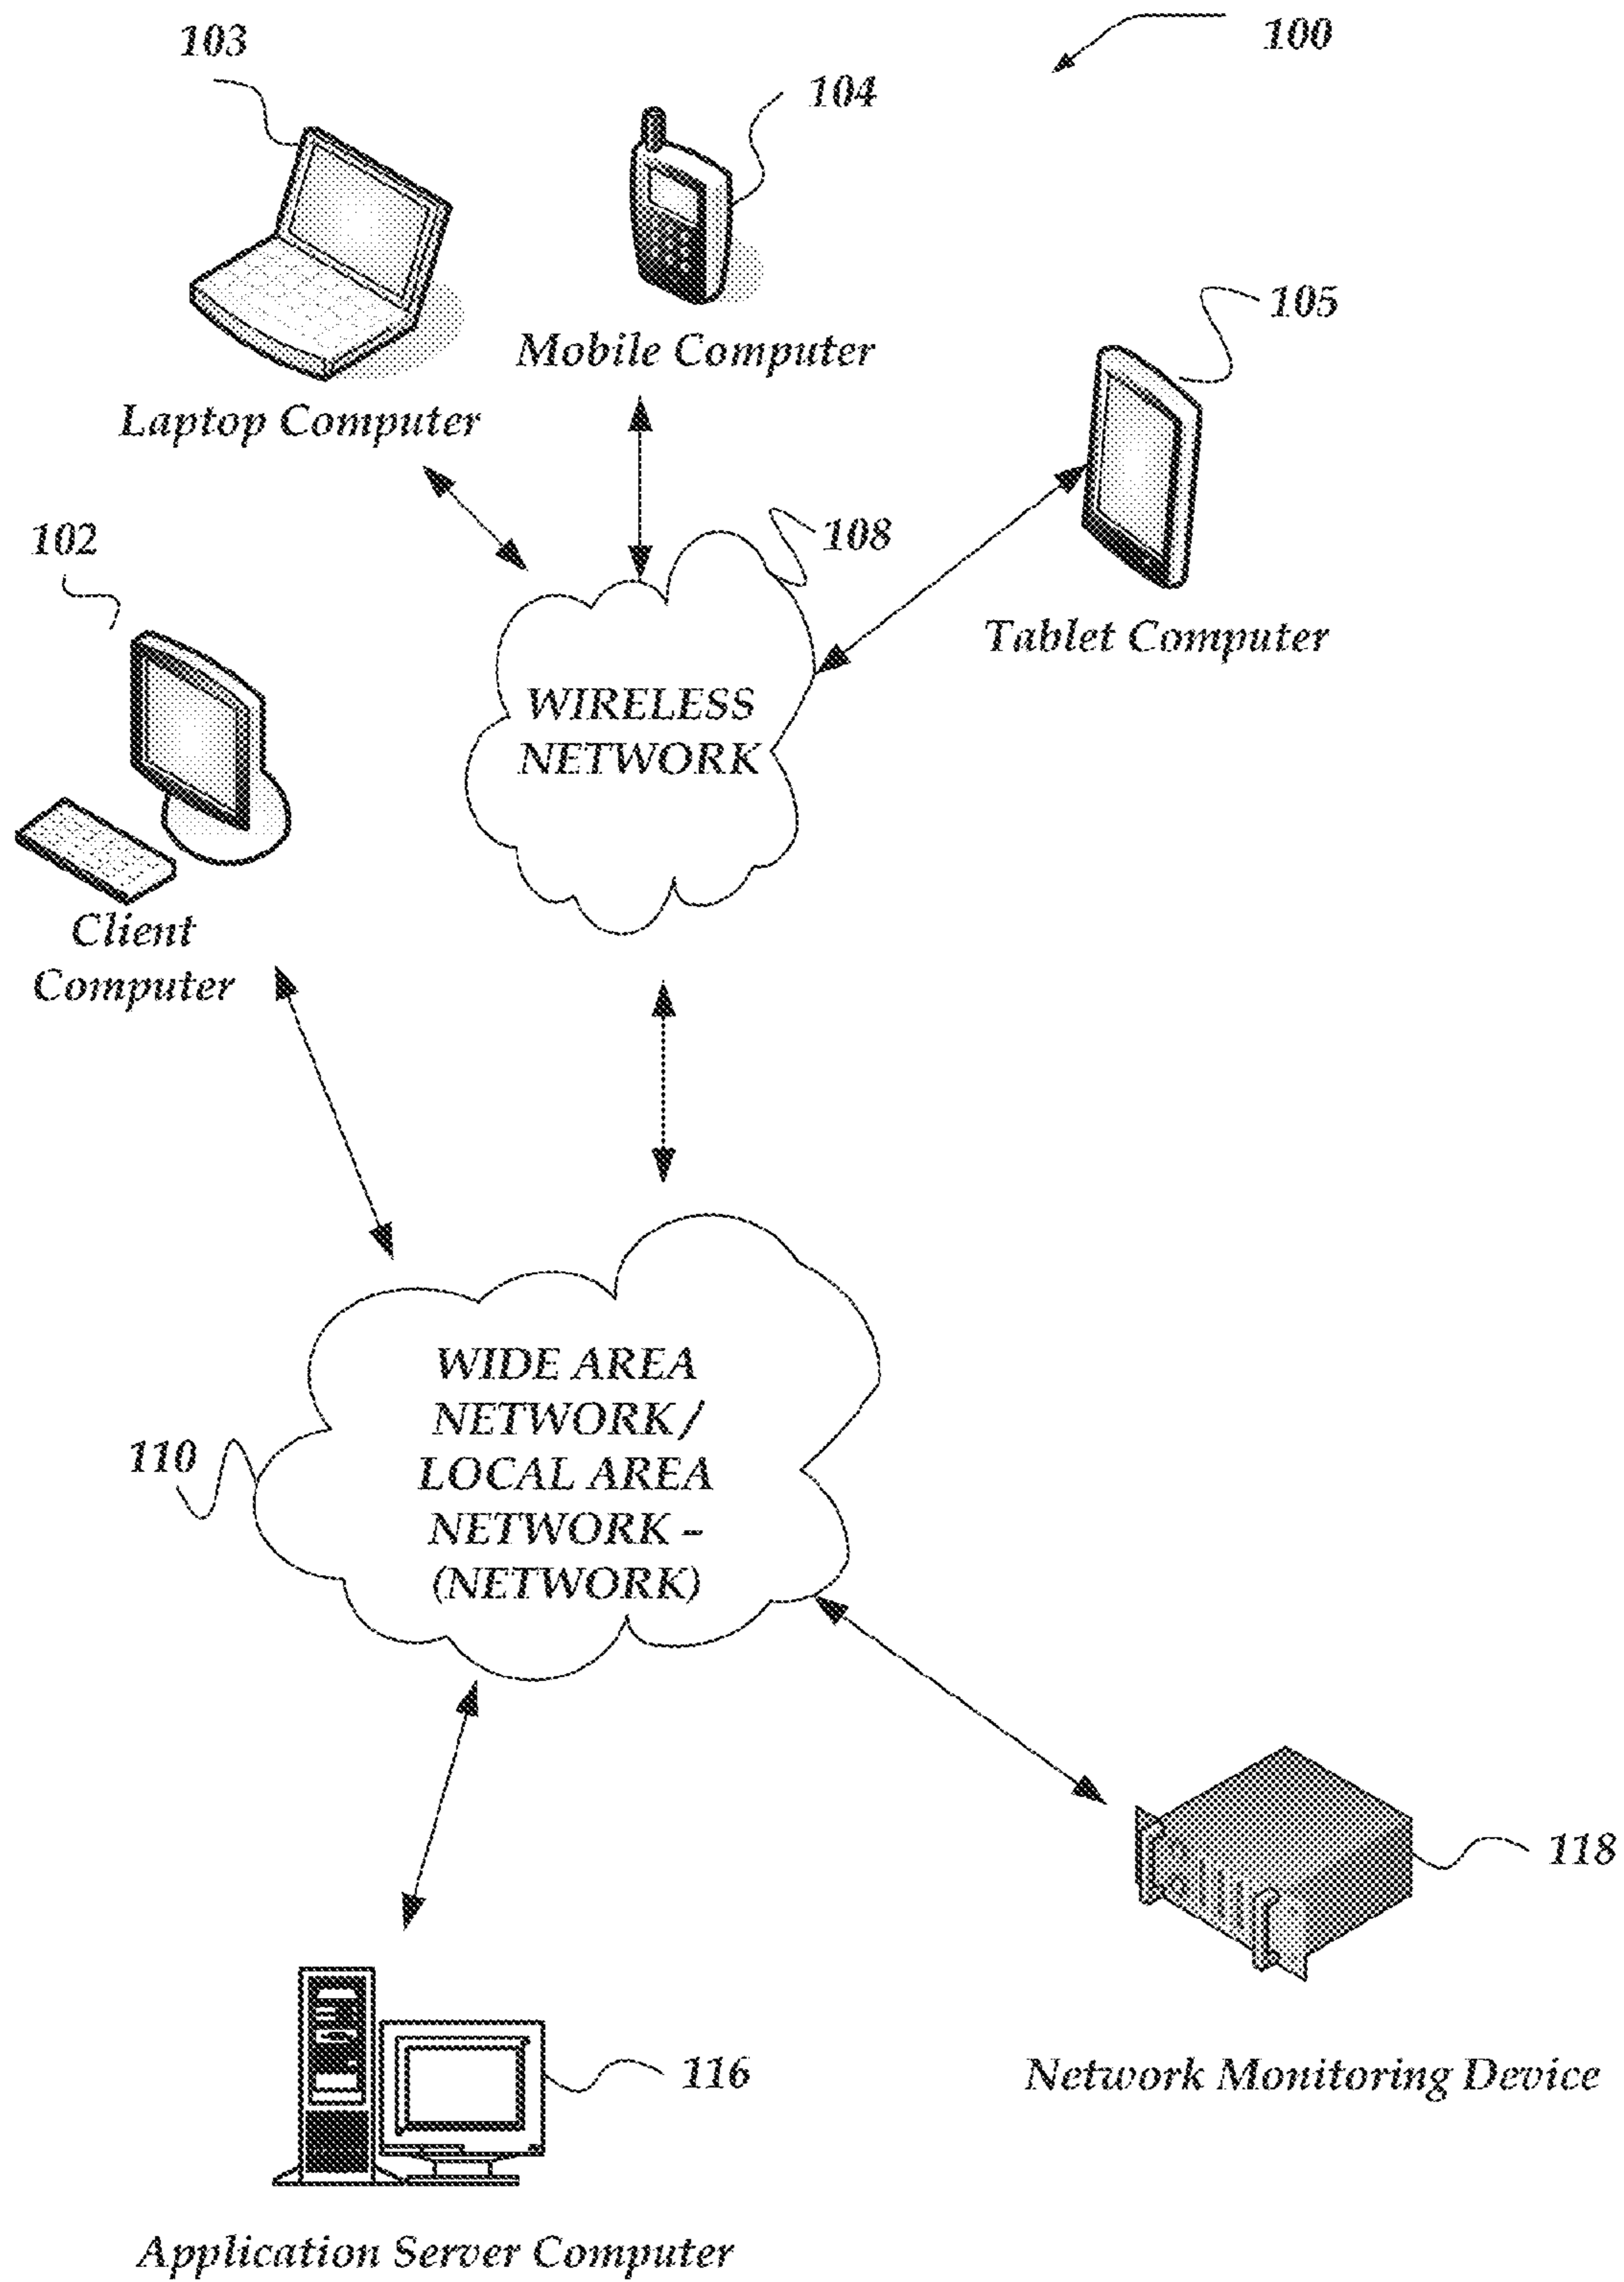 103
100
104
105
Mobile Computer
Laptop Computer
102
108
Tablet Computer
WIRELESS
NETWORK
Client
Computer
WIDE AREA
NETWORK /
LOCAL AREA
NETWORK –
(NETWORK)
110
118
116
Network Monitoring Device
Application Server Computer